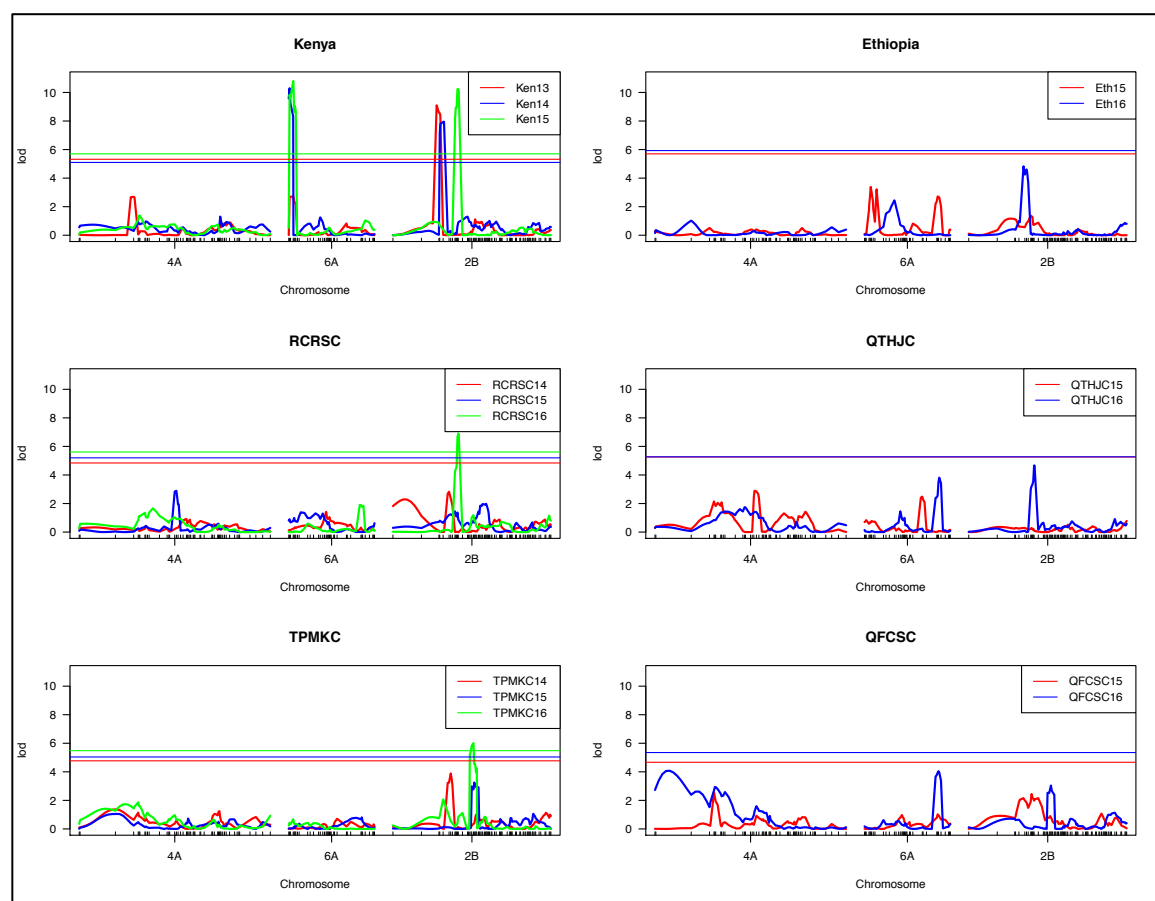 Kenya
Ken13
Ken14
Ken15
lod
0 2 4 6 8 10
4A 6A 2B
Chromosome
Ethiopia
Eth15
Eth16
lod
0 2 4 6 8 10
4A 6A 2B
Chromosome
RCRSC
RCRSC14
RCRSC15
RCRSC16
lod
0 2 4 6 8 10
4A 6A 2B
Chromosome
QTHJC
QTHJC15
QTHJC16
lod
0 2 4 6 8 10
4A 6A 2B
Chromosome
TPMKC
TPMKC14
TPMKC15
TPMKC16
lod
0 2 4 6 8 10
4A 6A 2B
Chromosome
QFCSC
QFCSC15
QFCSC16
lod
0 2 4 6 8 10
4A 6A 2B
Chromosome